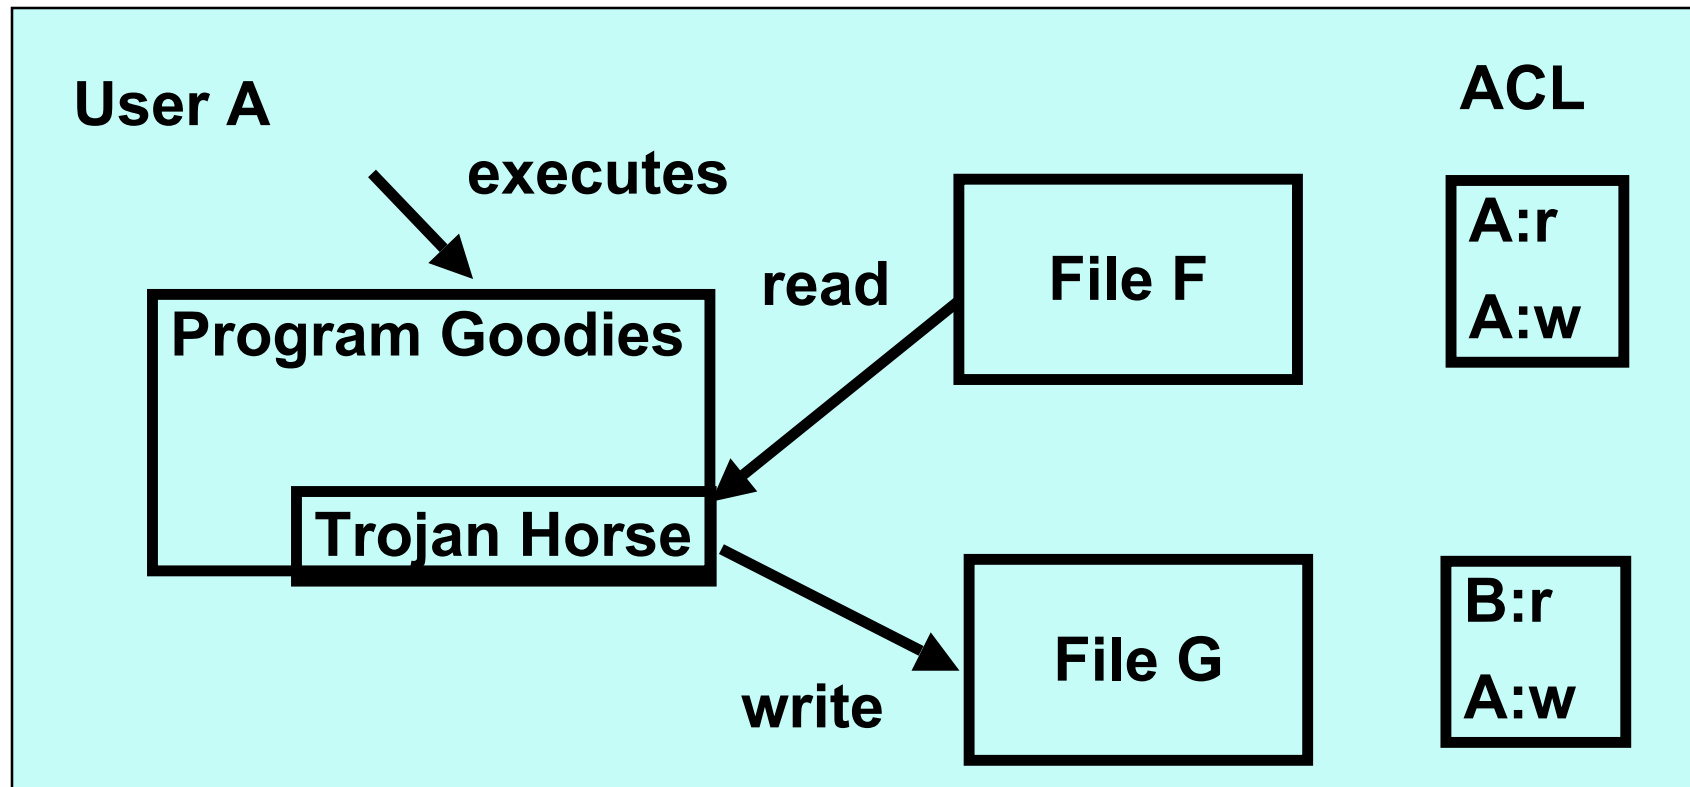 User A
ACL
executes
A:r
A:w
File F
read
Program Goodies
Trojan Horse
B:r
A:w
File G
write